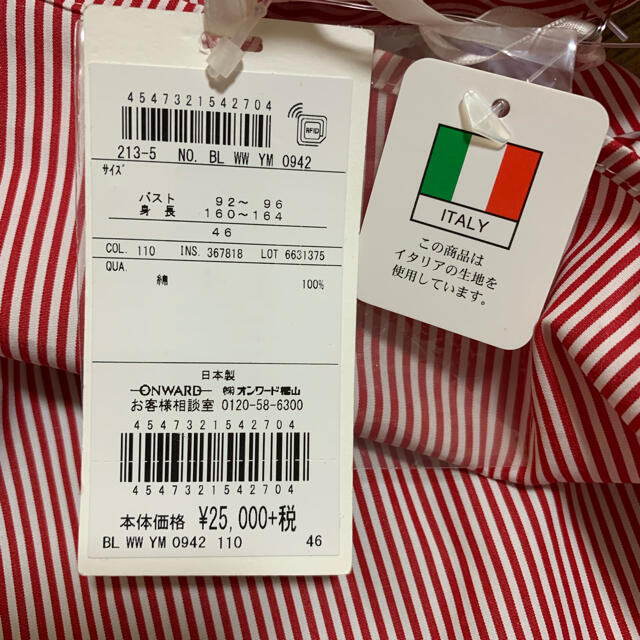 4547321542704
RFID
213-5 NO. BL WW YM 0942
サイズ
バスト 92〜 96
身 長 160〜164
46
COL. 110 INS. 367818 LOT 6631375
QUA.
綿 100%
日本製
ONWARD ㈱オンワード樫山
お客様相談室 0120-58-6300
4547321542704
4547321542704
本体価格 ¥25,000+税
BL WW YM 0942 110 46
ITALY
この商品は
イタリアの生地を
使用しています。